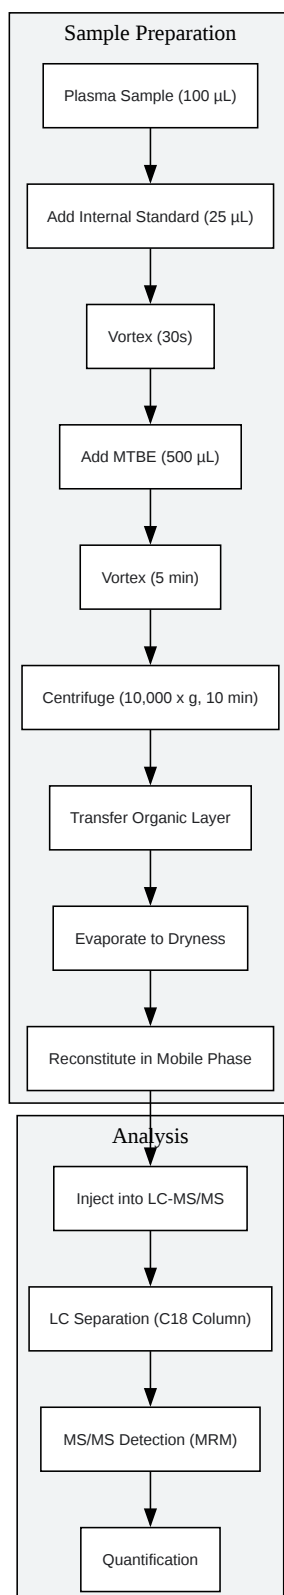 Sample Preparation
Plasma Sample (100 µL)
Add Internal Standard (25 µL)
Vortex (30s)
Add MTBE (500 µL)
Vortex (5 min)
Centrifuge (10,000 x g, 10 min)
Transfer Organic Layer
Evaporate to Dryness
Reconstitute in Mobile Phase
Analysis
Inject into LC-MS/MS
LC Separation (C18 Column)
MS/MS Detection (MRM)
Quantification